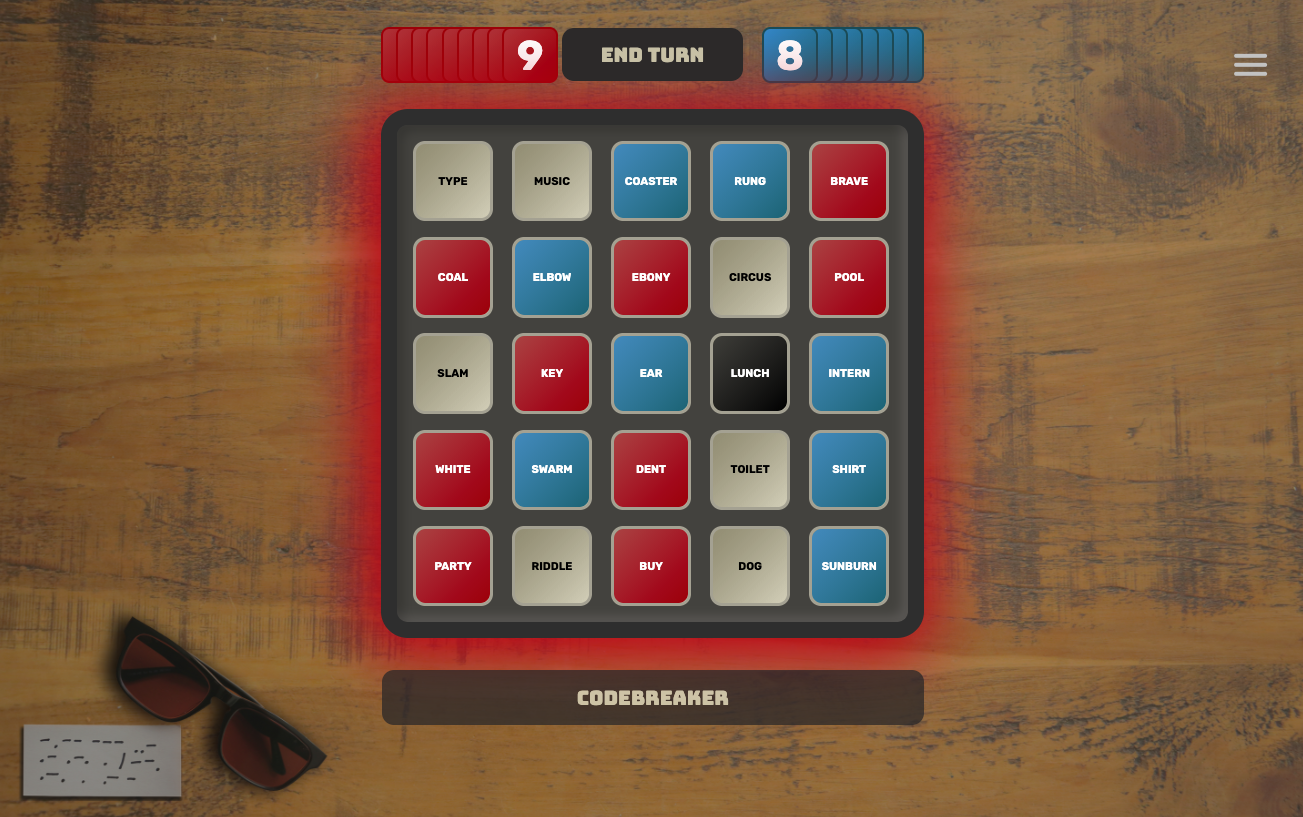 9 END TURN 8
TYPE MUSIC COASTER RUNG BRAVE
COAL ELBOW EBONY CIRCUS POOL
SLAM KEY EAR LUNCH INTERN
WHITE SWARM DENT TOILET SHIRT
PARTY RIDDLE BUY DOG SUNBURN
CODEBREAKER